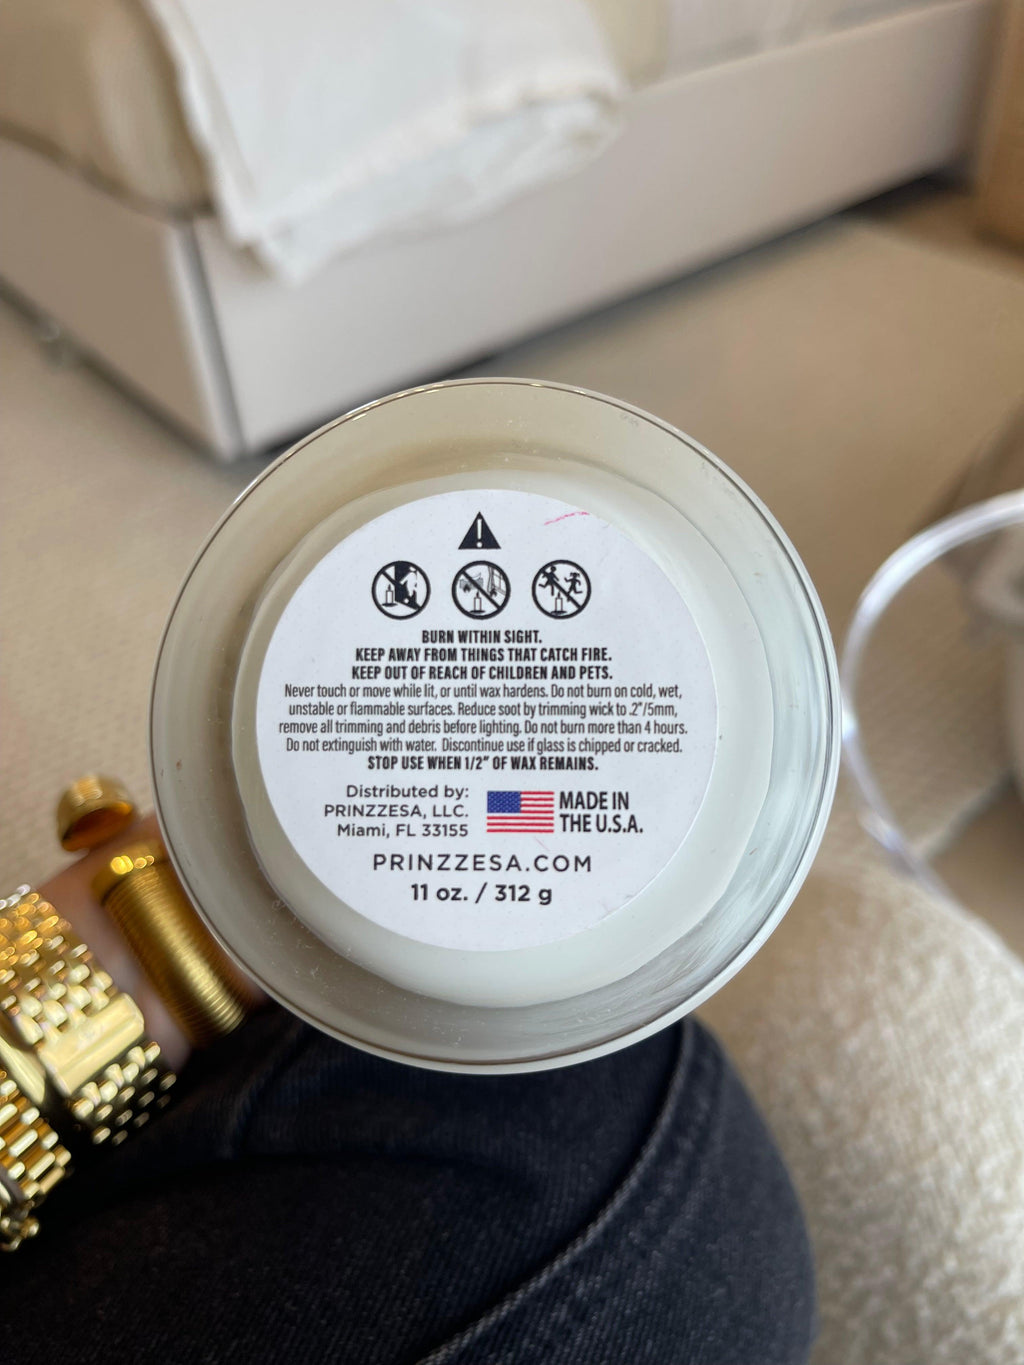 BURN WITHIN SIGHT.
KEEP AWAY FROM THINGS THAT CATCH FIRE.
KEEP OUT OF REACH OF CHILDREN AND PETS.
Never touch or move while lit, or until wax hardens. Do not burn on cold, wet,
unstable or flammable surfaces. Reduce soot by trimming wick to .2"/5mm,
remove all trimming and debris before lighting. Do not burn more than 4 hours.
Do not extinguish with water. Discontinue use if glass is chipped or cracked.
STOP USE WHEN 1/2" OF WAX REMAINS.
Distributed by:
PRINZZESA, LLC.
Miami, FL 33155
MADE IN
THE U.S.A.
PRINZZESA.COM
11 oz. / 312 g